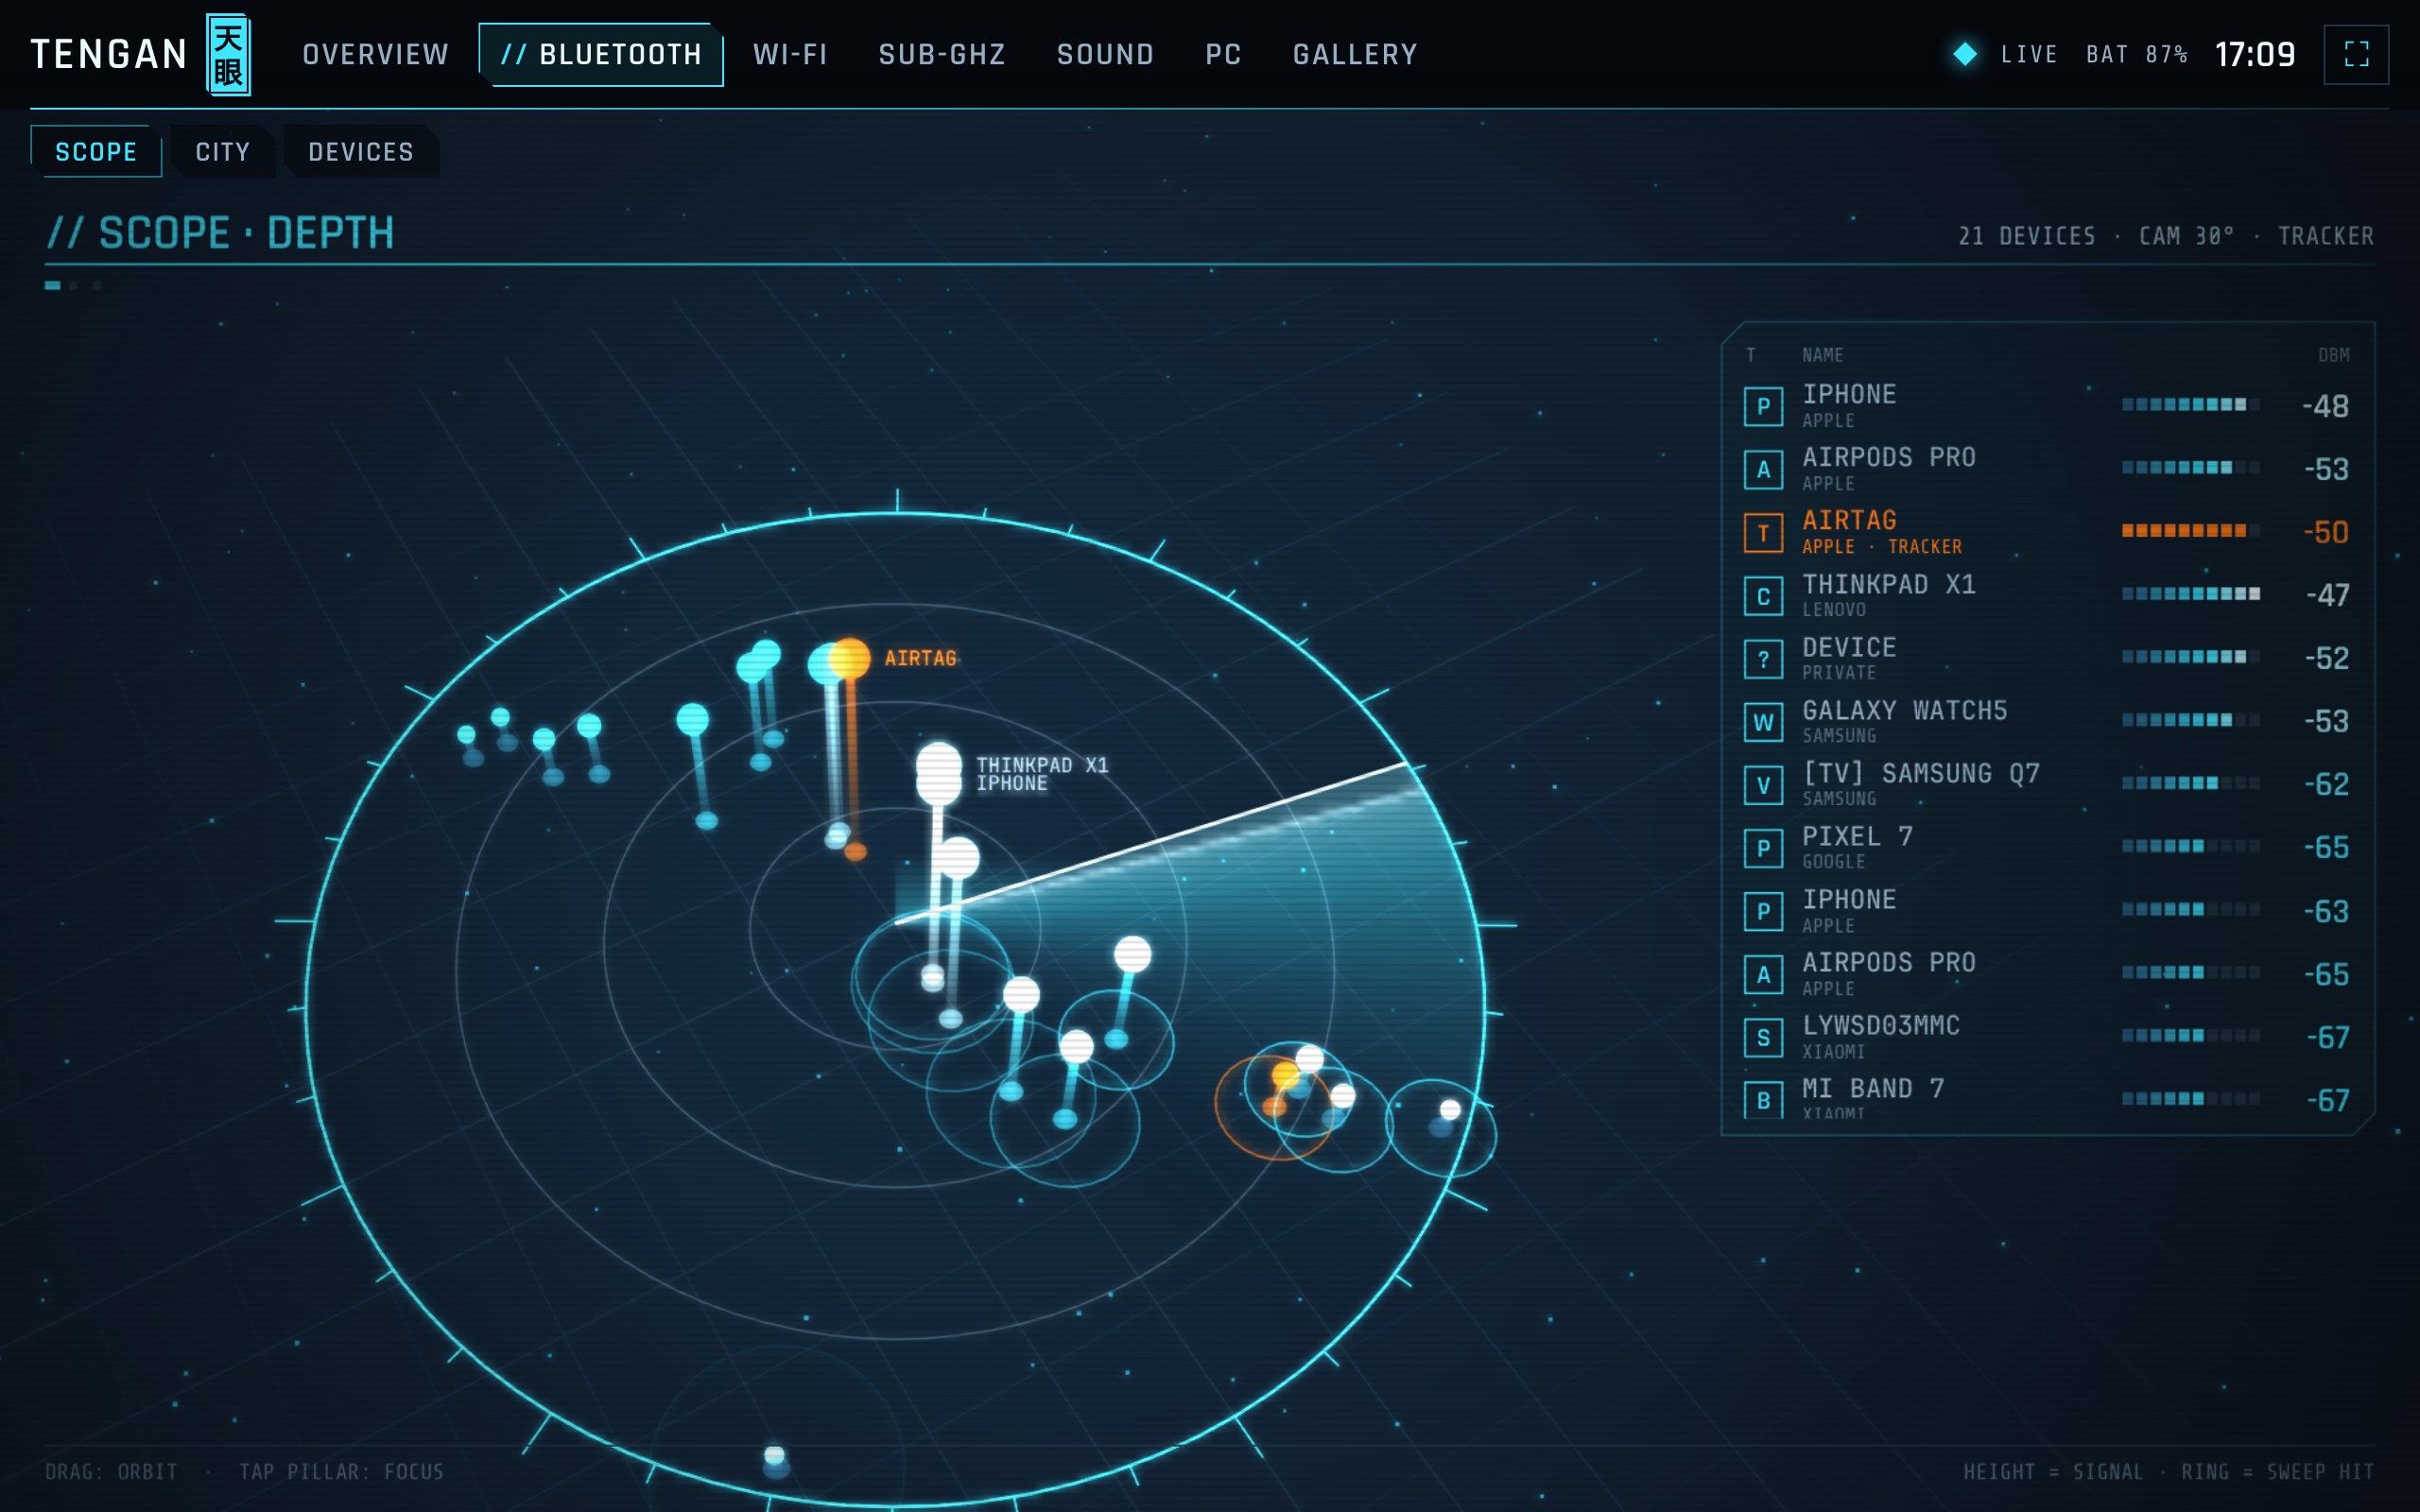 TENGAN 天眼 OVERVIEW // BLUETOOTH WI-FI SUB-GHZ SOUND PC GALLERY LIVE BAT 87% 17:09
SCOPE CITY DEVICES
// SCOPE · DEPTH
21 DEVICES · CAM 30° · TRACKER
T NAME DBM
P IPHONE -48
APPLE
A AIRPODS PRO -53
APPLE
T AIRTAG -50
APPLE · TRACKER
C THINKPAD X1 -47
LENOVO
? DEVICE -52
PRIVATE
W GALAXY WATCH5 -53
SAMSUNG
V [TV] SAMSUNG Q7 -62
SAMSUNG
P PIXEL 7 -65
GOOGLE
P IPHONE -63
APPLE
A AIRPODS PRO -65
APPLE
S LYWSD03MMC -67
XIAOMI
B MI BAND 7 -67
XIAOMI
AIRTAG
THINKPAD X1
IPHONE
DRAG: ORBIT · TAP PILLAR: FOCUS
HEIGHT = SIGNAL · RING = SWEEP HIT